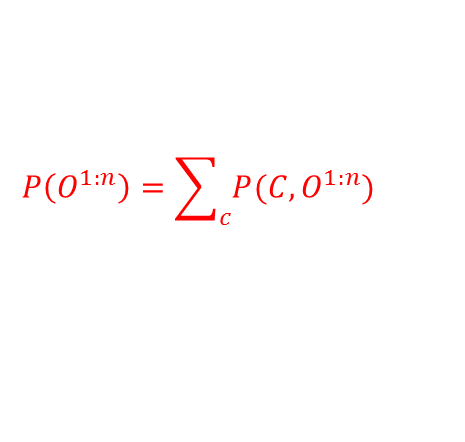 P(O^{1:n}) = ∑_c P(C, O^{1:n})